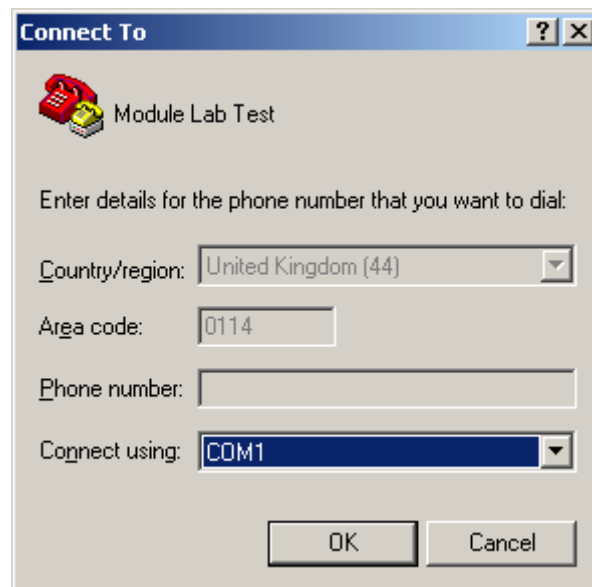 Connect To
Module Lab Test
Enter details for the phone number that you want to dial:
Country/region: United Kingdom (44)
Area code: 0114
Phone number:
Connect using: COM1
OK Cancel